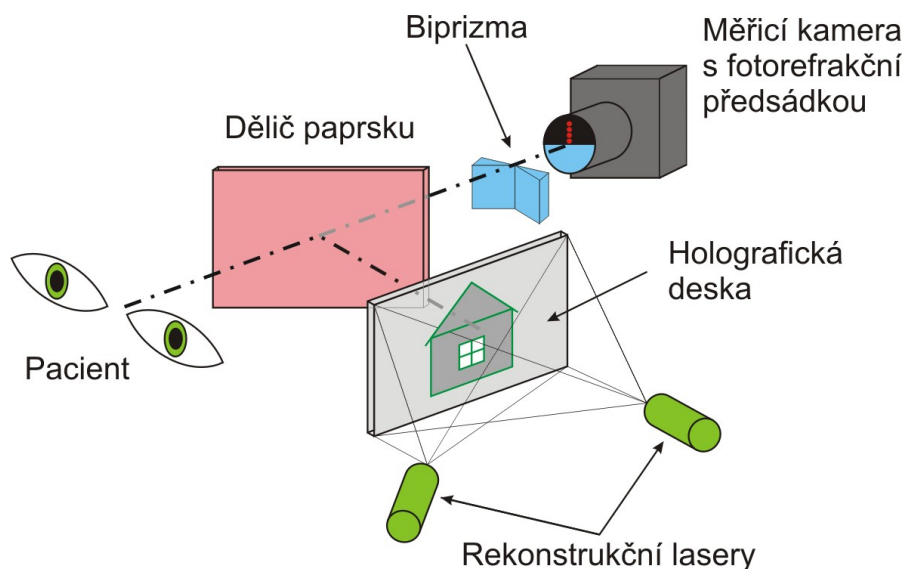 Biprizma
Měřicí kamera
s fotorefrakční
předsádkou
Dělič paprsku
Holografická
deska
Pacient
Rekonstrukční lasery